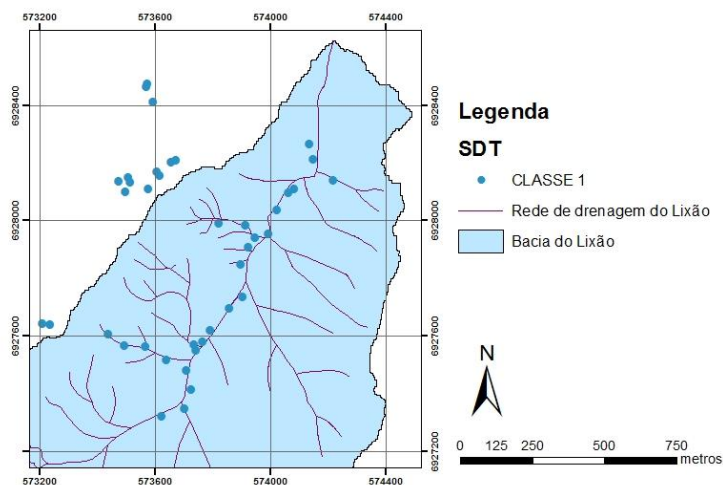 573200 573600 574000 574400
6928400 6928400
6928000 6928000
6927600 6927600
6927200 6927200
573200 573600 574000 574400
Legenda
SDT
CLASSE 1
Rede de drenagem do Lixão
Bacia do Lixão
N
0 125 250 500 750
metros